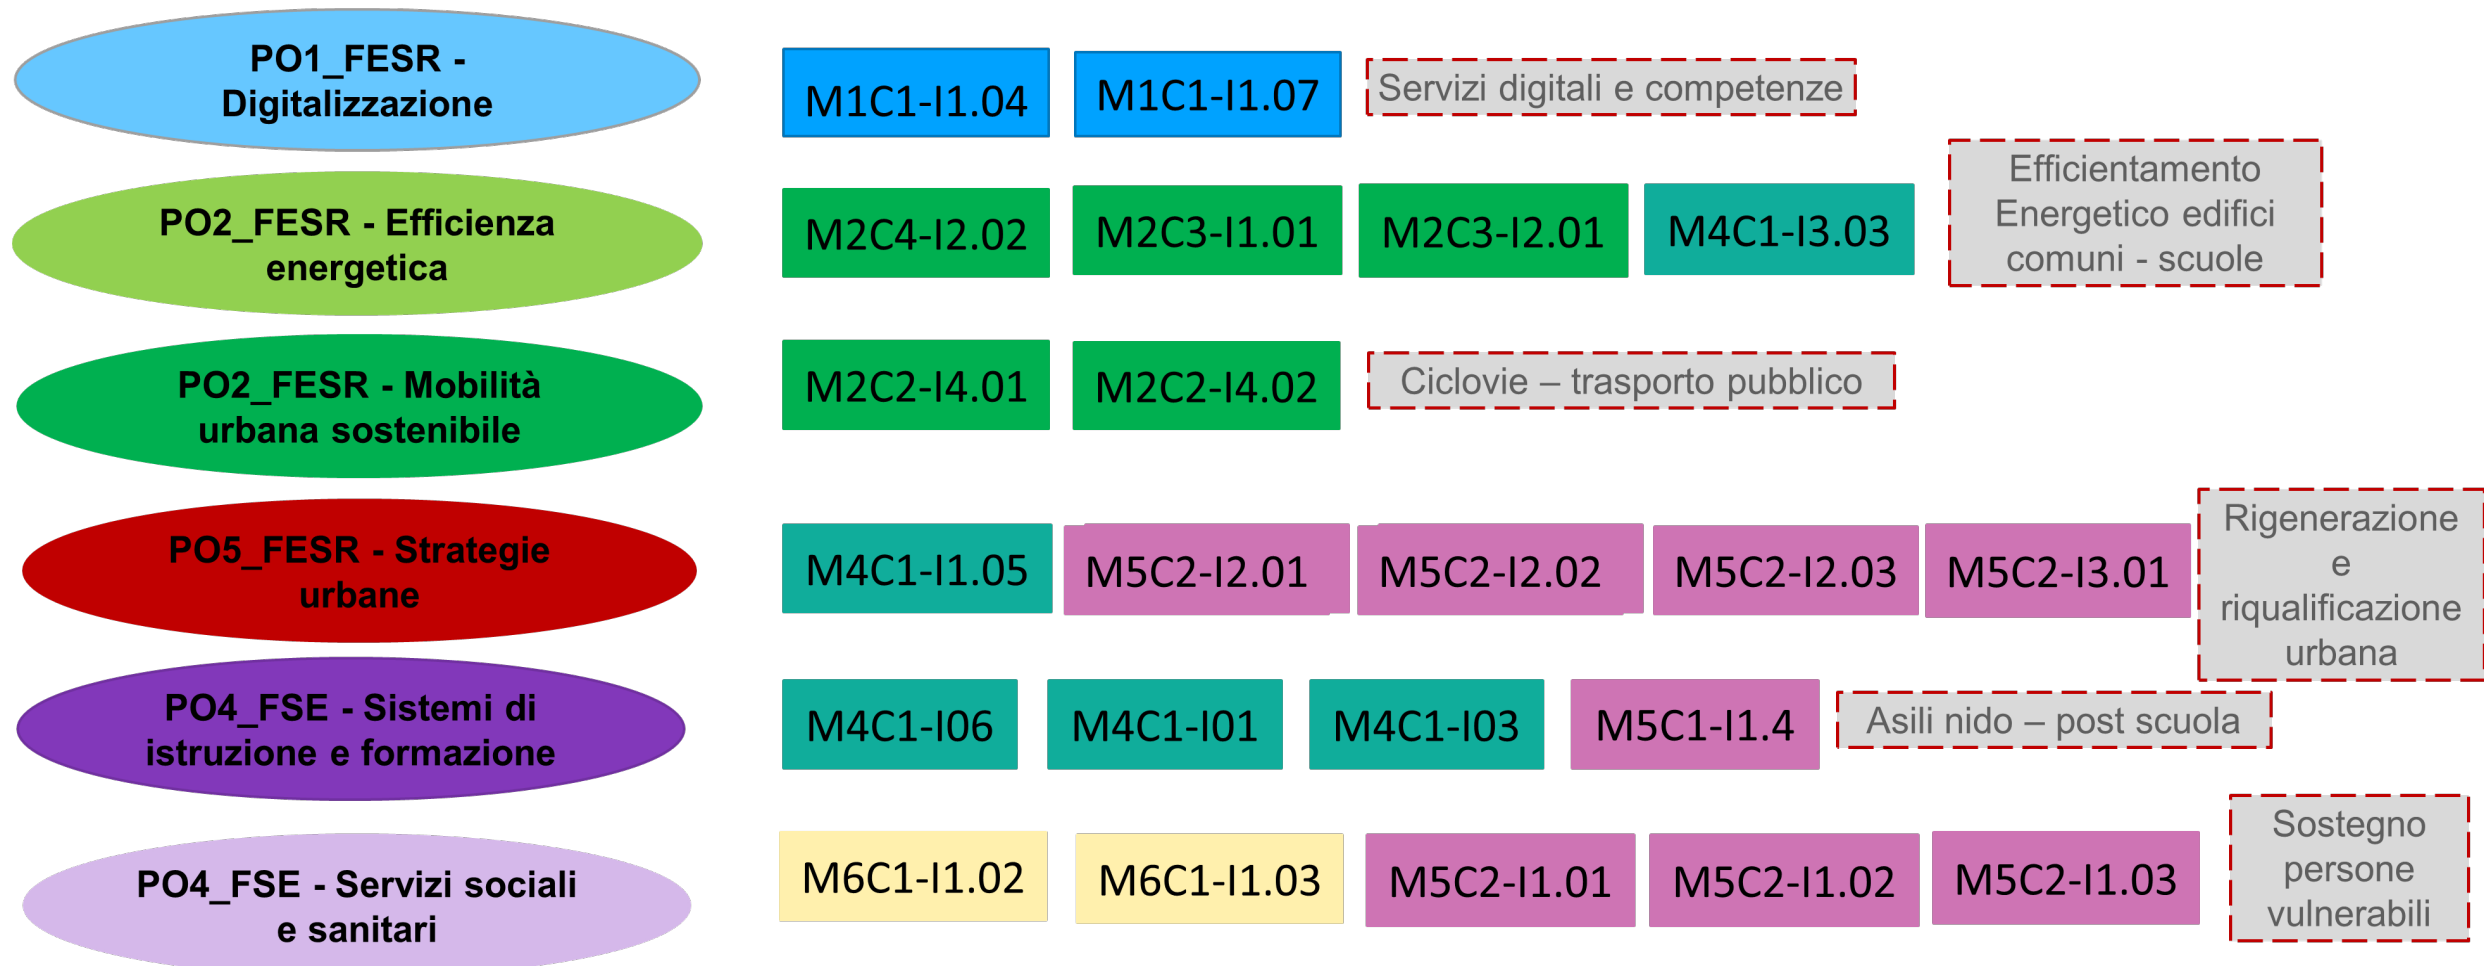 PO1_FESR -
Digitalizzazione
M1C1-I1.04
M1C1-I1.07
Servizi digitali e competenze
PO2_FESR - Efficienza
energetica
M2C4-I2.02
M2C3-I1.01
M2C3-I2.01
M4C1-I3.03
Efficientamento
Energetico edifici
comuni - scuole
PO2_FESR - Mobilità
urbana sostenibile
M2C2-I4.01
M2C2-I4.02
Ciclovie – trasporto pubblico
PO5_FESR - Strategie
urbane
M4C1-I1.05
M5C2-I2.01
M5C2-I2.02
M5C2-I2.03
M5C2-I3.01
Rigenerazione
e
riqualificazione
urbana
PO4_FSE - Sistemi di
istruzione e formazione
M4C1-I06
M4C1-I01
M4C1-I03
M5C1-I1.4
Asili nido – post scuola
PO4_FSE - Servizi sociali
e sanitari
M6C1-I1.02
M6C1-I1.03
M5C2-I1.01
M5C2-I1.02
M5C2-I1.03
Sostegno
persone
vulnerabili